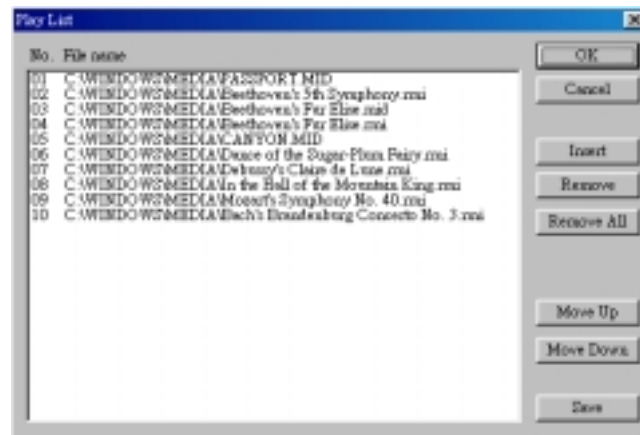 Play List
No. File name
01 C:\WINDOWS\MEDIA\PASSPORT.MID
02 C:\WINDOWS\MEDIA\Beethoven's 5th Symphony.rmi
03 C:\WINDOWS\MEDIA\Beethoven's Fur Elise.mid
04 C:\WINDOWS\MEDIA\Beethoven's Fur Elise.rmi
05 C:\WINDOWS\MEDIA\CANYON.MID
06 C:\WINDOWS\MEDIA\Dance of the Sugar-Plum Fairy.rmi
07 C:\WINDOWS\MEDIA\Debussy's Claire de Lune.rmi
08 C:\WINDOWS\MEDIA\In the Hall of the Mountain King.rmi
09 C:\WINDOWS\MEDIA\Mozart's Symphony No. 40.rmi
10 C:\WINDOWS\MEDIA\Bach's Brandenburg Concerto No. 3.rmi
OK
Cancel
Insert
Remove
Remove All
Move Up
Move Down
Save